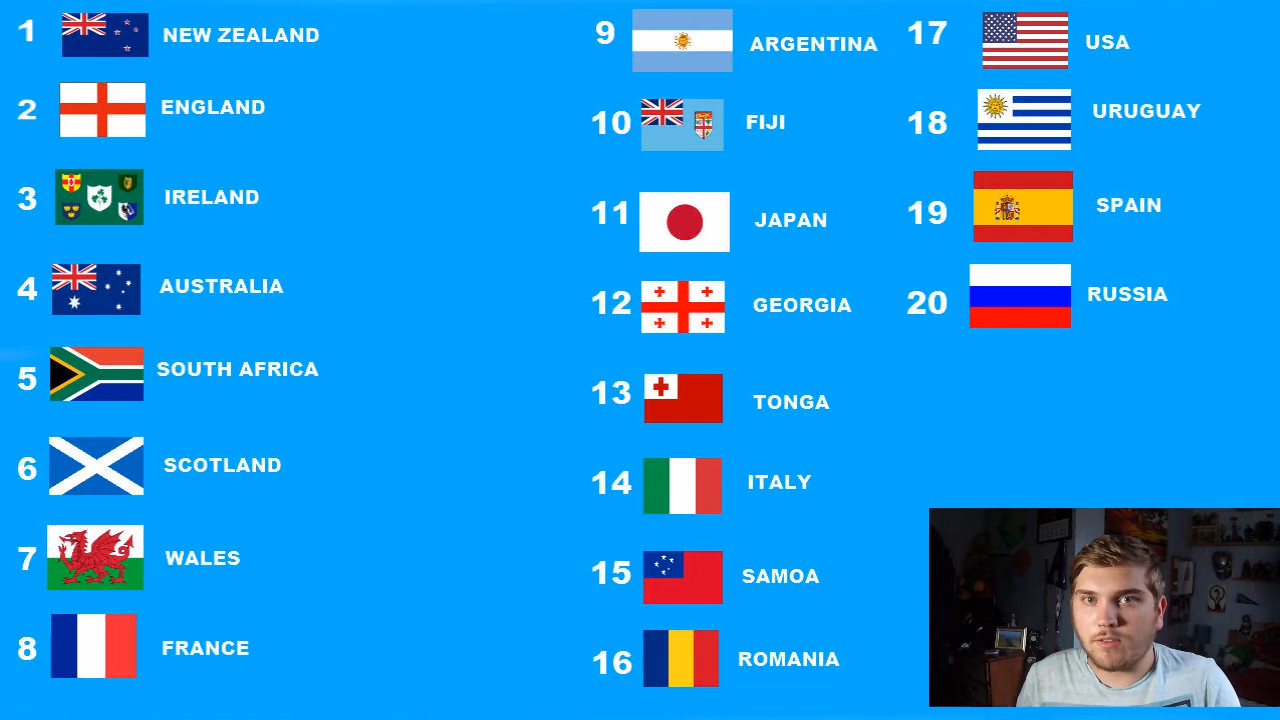 1 NEW ZEALAND
2 ENGLAND
3 IRELAND
4 AUSTRALIA
5 SOUTH AFRICA
6 SCOTLAND
7 WALES
8 FRANCE
9 ARGENTINA
10 FIJI
11 JAPAN
12 GEORGIA
13 TONGA
14 ITALY
15 SAMOA
16 ROMANIA
17 USA
18 URUGUAY
19 SPAIN
20 RUSSIA